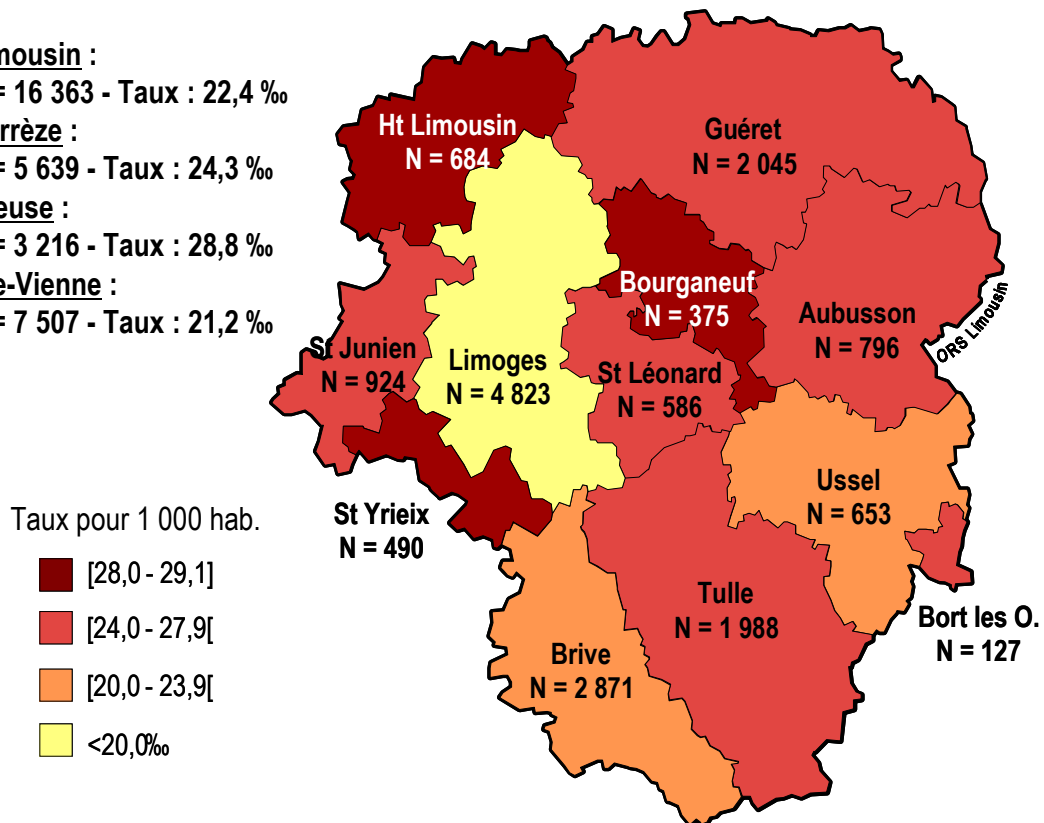 mousin :
= 16 363 - Taux : 22,4 ‰
rrèze :
= 5 639 - Taux : 24,3 ‰
euse :
= 3 216 - Taux : 28,8 ‰
e-Vienne :
= 7 507 - Taux : 21,2 ‰
Ht Limousin
N = 684
Guéret
N = 2 045
Bourganeuf
N = 375
Aubusson
N = 796
ORS Limousin
St Junien
N = 924
Limoges
N = 4 823
St Léonard
N = 586
Ussel
N = 653
St Yrieix
N = 490
Tulle
N = 1 988
Bort les O.
N = 127
Brive
N = 2 871
Taux pour 1 000 hab.
[28,0 - 29,1]
[24,0 - 27,9[
[20,0 - 23,9[
<20,0‰